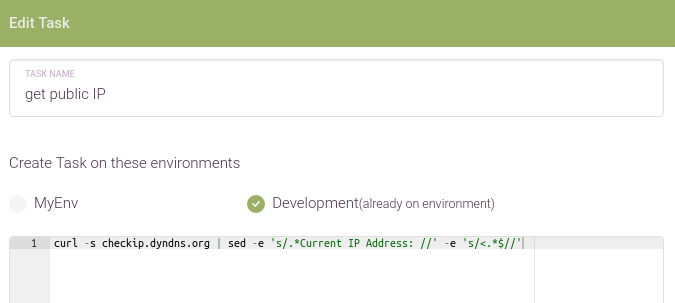 Edit Task
TASK NAME
get public IP
Create Task on these environments
MyEnv
Development(already on environment)
1 curl -s checkip.dyndns.org | sed -e 's/.*Current IP Address: //' -e 's/<.*$//'